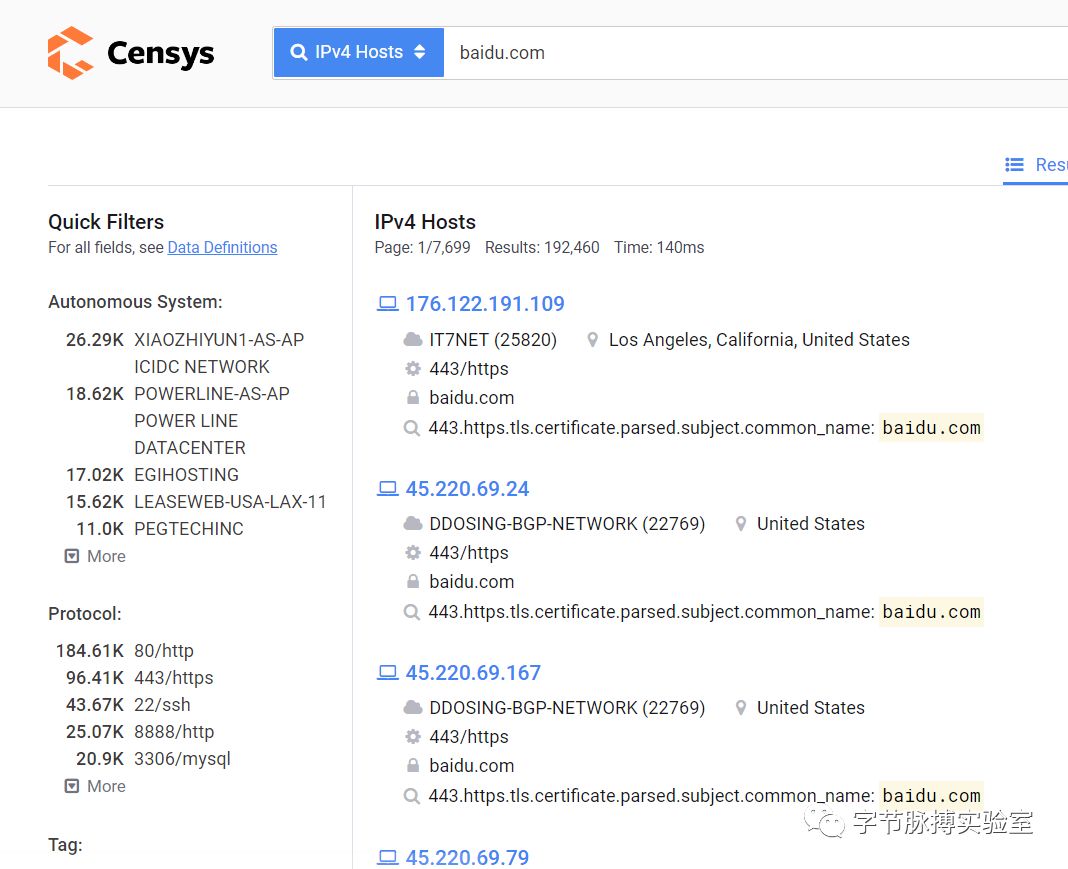 Censys
IPv4 Hosts
baidu.com
Quick Filters
For all fields, see Data Definitions
Autonomous System:
26.29K XIAOZHIYUN1-AS-AP
ICIDC NETWORK
18.62K POWERLINE-AS-AP
POWER LINE
DATACENTER
17.02K EGIHOSTING
15.62K LEASEWEB-USA-LAX-11
11.0K PEGTECHINC
More
Protocol:
184.61K 80/http
96.41K 443/https
43.67K 22/ssh
25.07K 8888/http
20.9K 3306/mysql
More
Tag:
IPv4 Hosts
Page: 1/7,699 Results: 192,460 Time: 140ms
176.122.191.109
IT7NET (25820) Los Angeles, California, United States
443/https
baidu.com
443.https.tls.certificate.parsed.subject.common_name: baidu.com
45.220.69.24
DDOSING-BGP-NETWORK (22769) United States
443/https
baidu.com
443.https.tls.certificate.parsed.subject.common_name: baidu.com
45.220.69.167
DDOSING-BGP-NETWORK (22769) United States
443/https
baidu.com
443.https.tls.certificate.parsed.subject.common_name: baidu.com
字节脉搏实验室
45.220.69.79